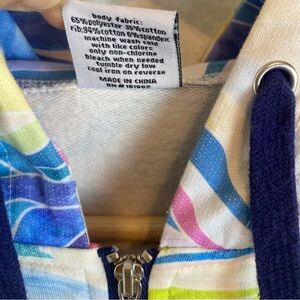 body fabric:
65%polyester 35%cotton
rib:94%cotton 6%spandex
machine wash cold
with like colors
only non-chlorine
bleach when needed
tumble dry low
cool iron on reverse
MADE IN CHINA
RN#